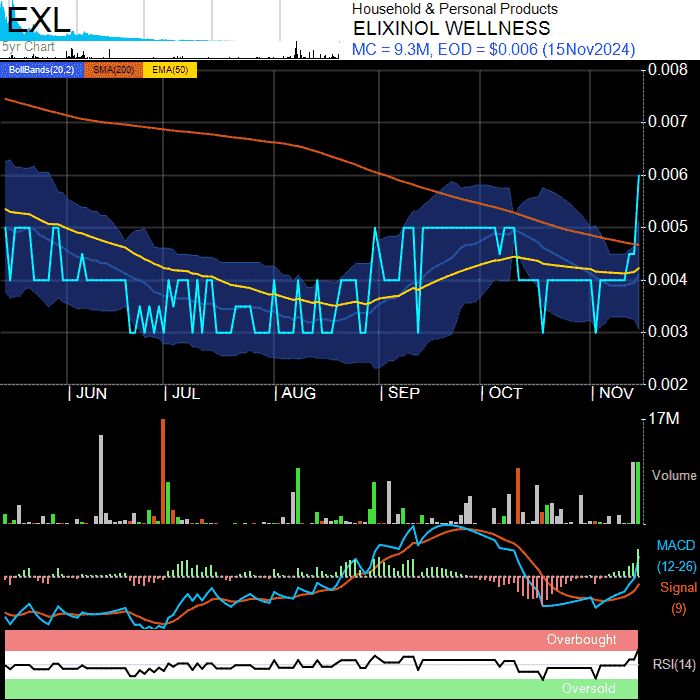 EXL
Household & Personal Products
ELIXINOL WELLNESS
5yr Chart
MC = 9.3M, EOD = $0.006 (15Nov2024)
BollBands(20,2) SMA(200) EMA(50)
0.008
0.007
0.006
0.005
0.004
0.003
0.002
JUN JUL AUG SEP OCT NOV
17M
Volume
MACD
(12-26)
Signal
(9)
Overbought
RSI(14)
Oversold